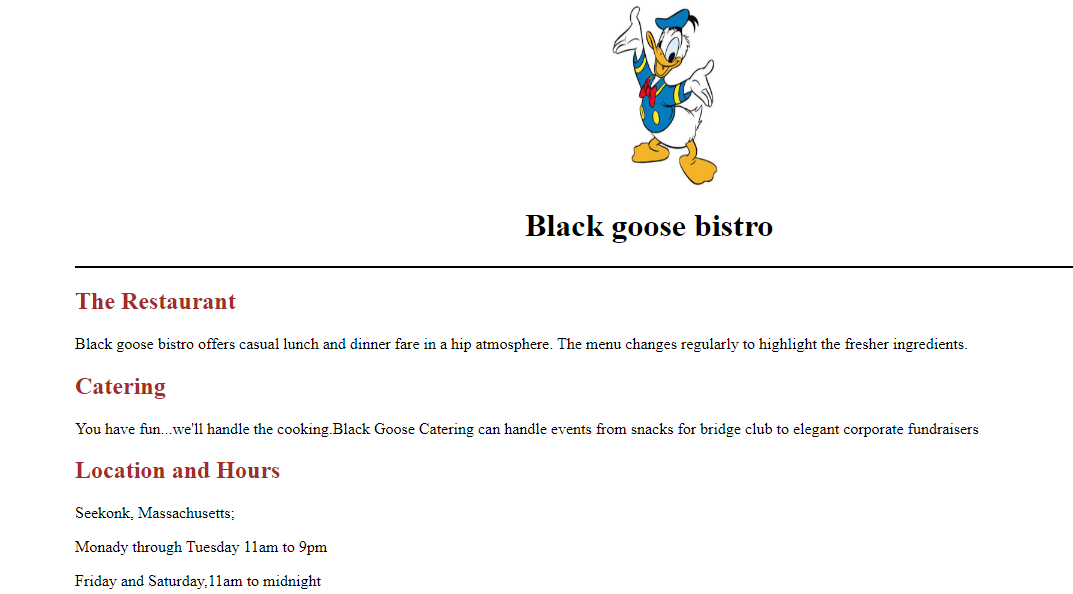 Black goose bistro
The Restaurant
Black goose bistro offers casual lunch and dinner fare in a hip atmosphere. The menu changes regularly to highlight the fresher ingredients.
Catering
You have fun...we'll handle the cooking.Black Goose Catering can handle events from snacks for bridge club to elegant corporate fundraisers
Location and Hours
Seekonk, Massachusetts;
Monady through Tuesday 11am to 9pm
Friday and Saturday,11am to midnight